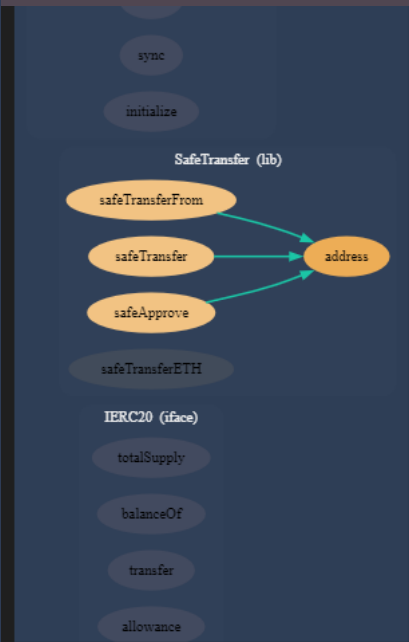 sync
initialize
SafeTransfer (lib)
safeTransferFrom
safeTransfer
address
safeApprove
safeTransferETH
IERC20 (iface)
totalSupply
balanceOf
transfer
allowance